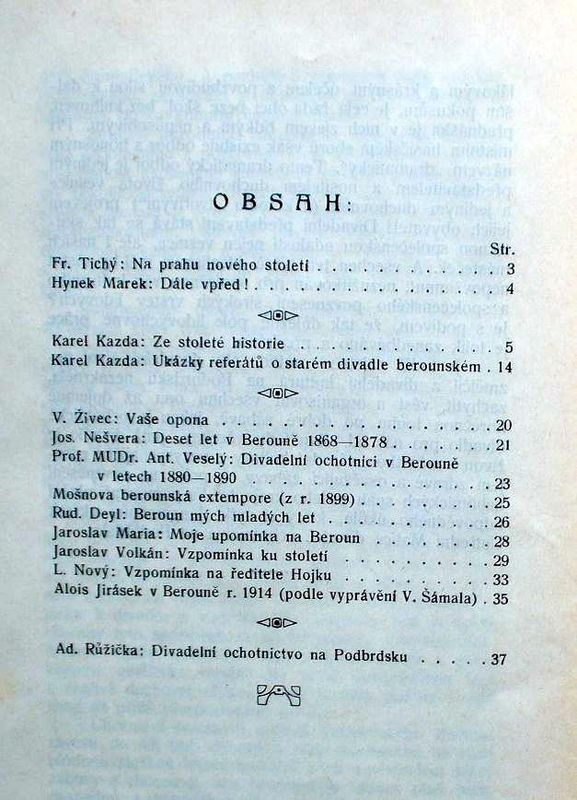 OBSAH:
Str.
Fr. Tichý: Na prahu nového století . . . . . . . . . . 3
Hynek Marek: Dále vpřed! . . . . . . . . . . . . . 4
Karel Kazda: Ze stoleté historie . . . . . . . . . . . 5
Karel Kazda: Ukázky referátů o starém divadle berounském . 14
V. Živec: Vaše opona . . . . . . . . . . . . . . 20
Jos. Nešvera: Deset let v Berouně 1868—1878 . . . . . . 21
Prof. MUDr. Ant. Veselý: Divadelní ochotníci v Berouně
v letech 1880—1890 . . . . . . . . . . . . . 23
Mošnova berounská extempore (z r. 1899) . . . . . . . 25
Rud. Deyl: Beroun mých mladých let . . . . . . . . . 26
Jaroslav Maria: Moje upomínka na Beroun . . . . . . . 28
Jaroslav Volkán: Vzpomínka ku století . . . . . . . . 29
L. Nový: Vzpomínka na ředitele Hojku . . . . . . . . 33
Alois Jirásek v Berouně r. 1914 (podle vyprávění V. Šámala) . 35
Ad. Růžička: Divadelní ochotnictvo na Podbrdsku . . . . . 37